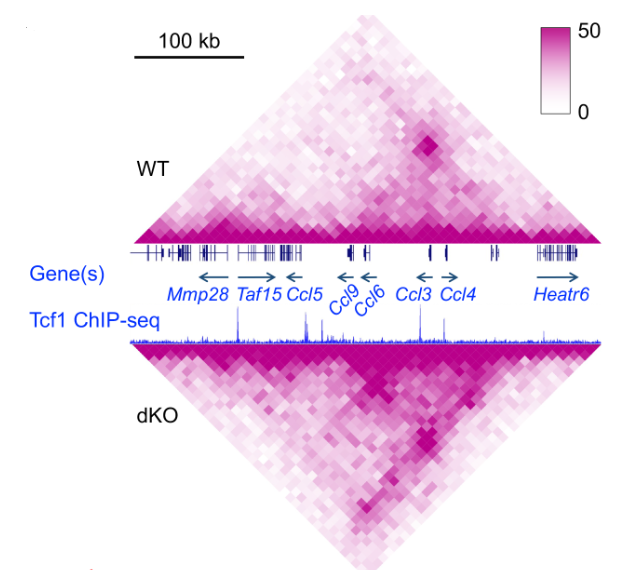 100 kb
50
0
WT
Gene(s)
Mmp28 Taf15 Ccl5 Ccl9 Ccl6 Ccl3 Ccl4 Heatr6
Tcf1 ChIP-seq
dKO